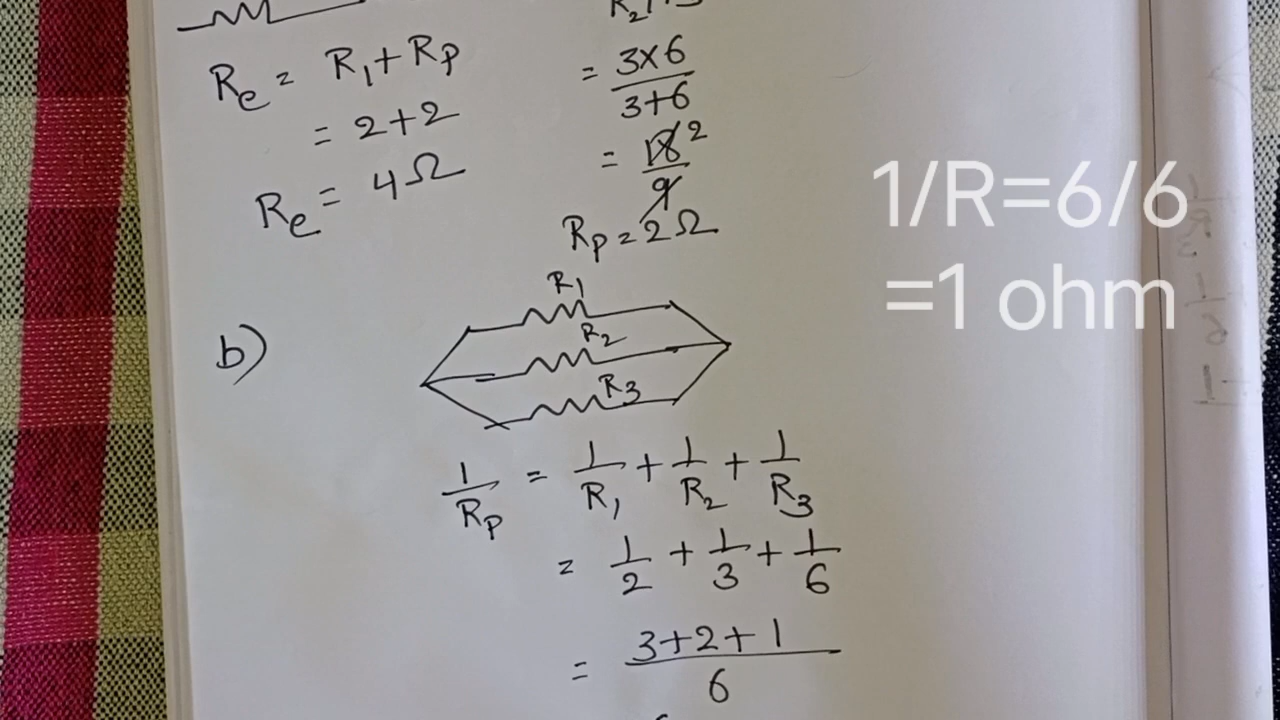 Re = R1 + Rp
= 2+2
Re = 4Ω
= 3×6 / 3+6
= 18 2 / 9
Rp = 2Ω
1/R=6/6
=1 ohm
b)
R1
R2
R3
1/Rp = 1/R1 + 1/R2 + 1/R3
= 1/2 + 1/3 + 1/6
= 3+2+1 / 6